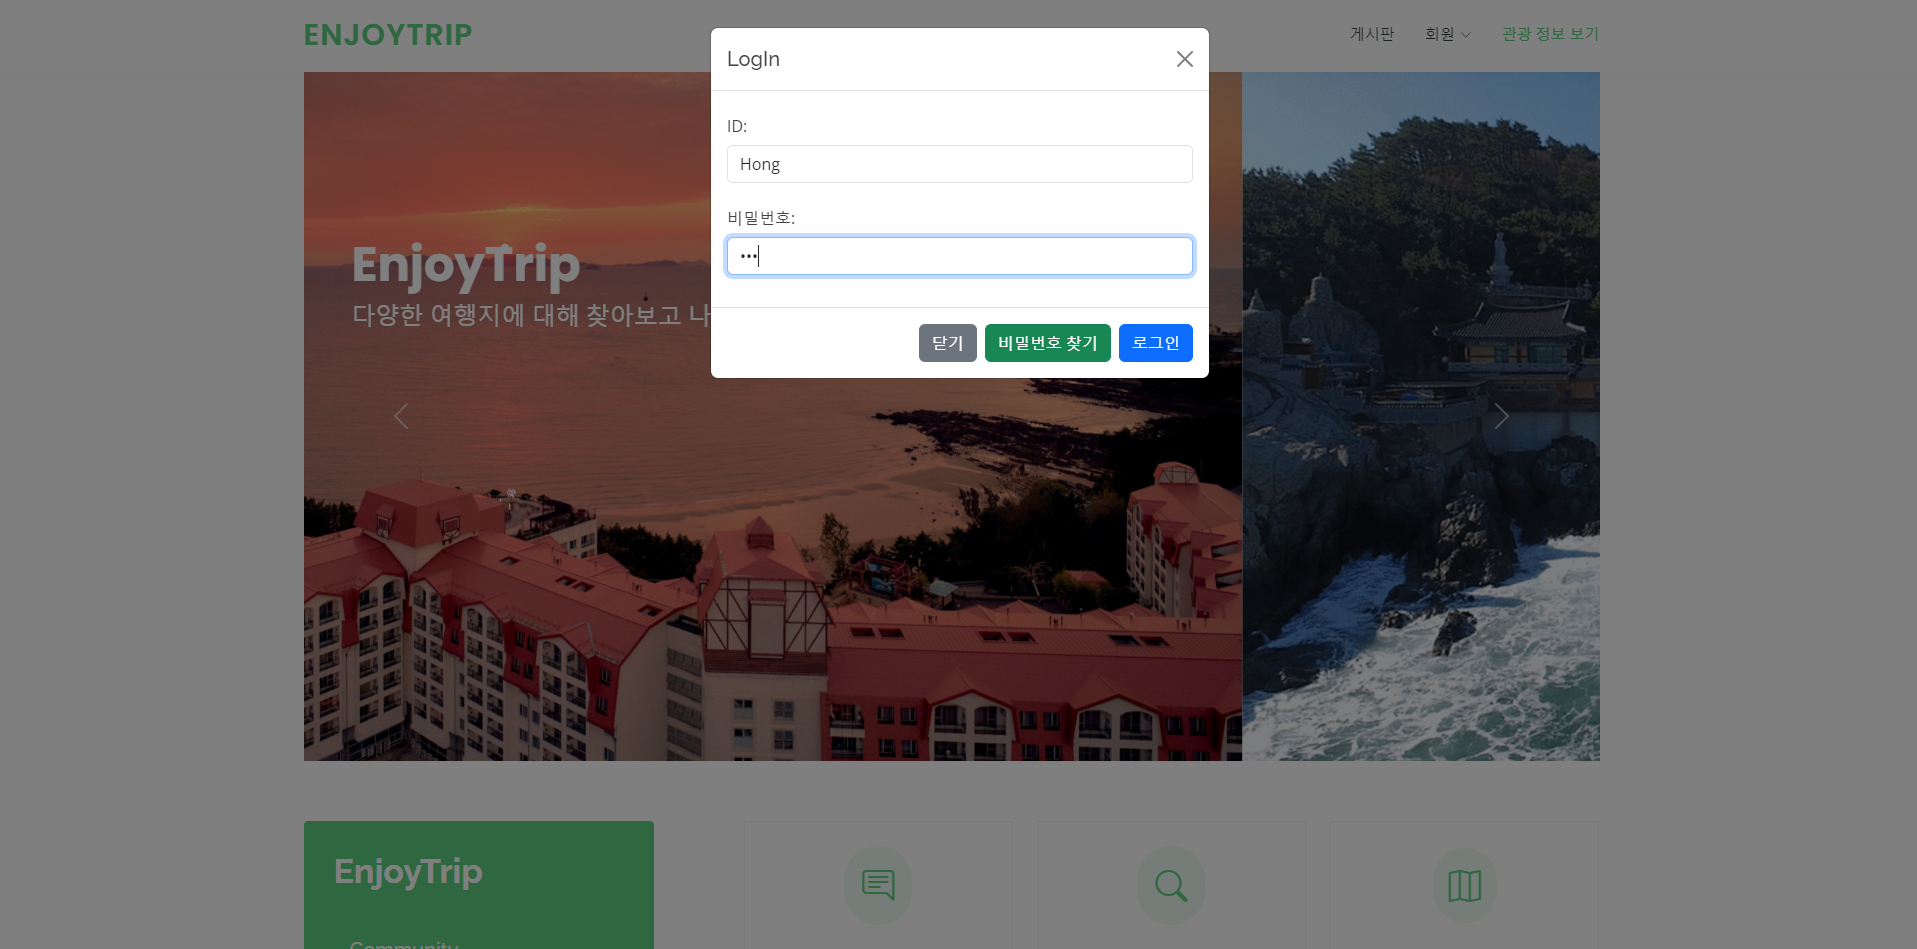 ENJOYTRIP
게시판
회원
관광 정보 보기
LogIn
ID:
Hong
비밀번호:
•••
닫기
비밀번호 찾기
로그인
EnjoyTrip
다양한 여행지에 대해 찾아보고 나
EnjoyTrip
Community